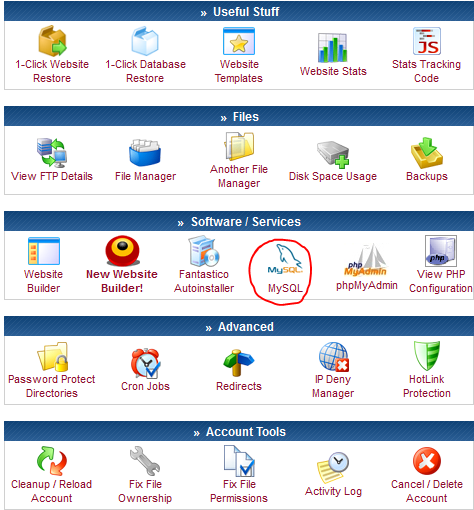 » Useful Stuff
1-Click Website
Restore
1-Click Database
Restore
Website
Templates
Website Stats
JS
Stats Tracking
Code
» Files
View FTP Details
File Manager
Another File
Manager
Disk Space Usage
Backups
» Software / Services
Website
Builder
New Website
Builder!
Fantastico
Autoinstaller
MySQL
MySQL
php
MyAdmin
phpMyAdmin
php
View PHP
Configuration
» Advanced
Password Protect
Directories
Cron Jobs
Redirects
IP Deny
Manager
HotLink
Protection
» Account Tools
Cleanup / Reload
Account
Fix File
Ownership
Fix File
Permissions
Activity Log
Cancel / Delete
Account